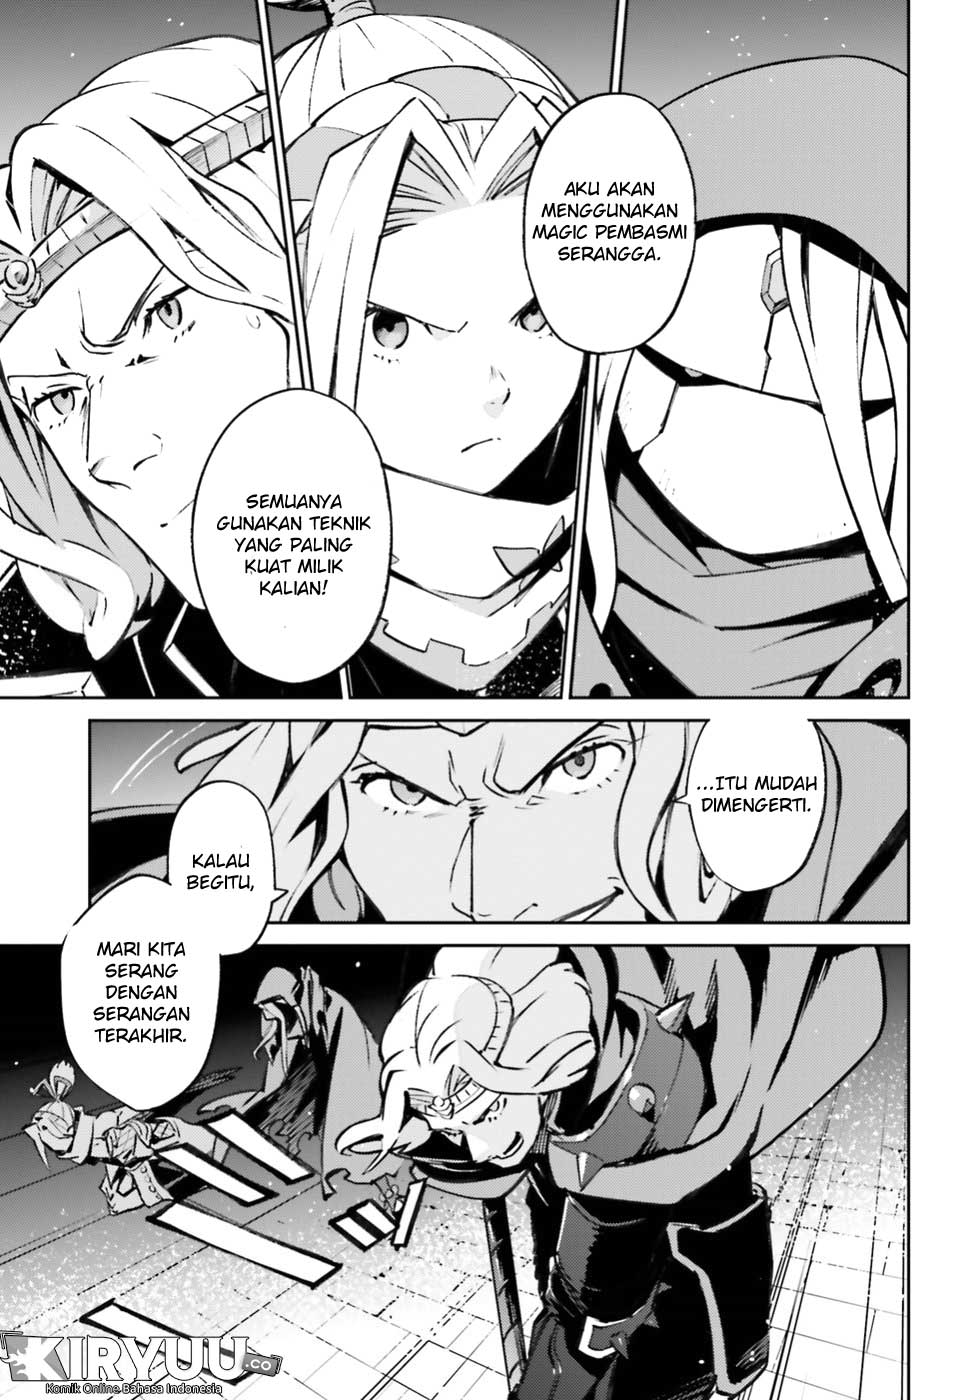 AKU AKAN
MENGGUNAKAN
MAGIC PEMBASMI
SERANGGA.
SEMUANYA
GUNAKAN TEKNIK
YANG PALING
KUAT MILIK
KALIAN!
...ITU MUDAH
DIMENGERTI.
KALAU
BEGITU,
MARI KITA
SERANG
DENGAN
SERANGAN
TERAKHIR.
KIRYUU.CO
Komik Online Bahasa Indonesia